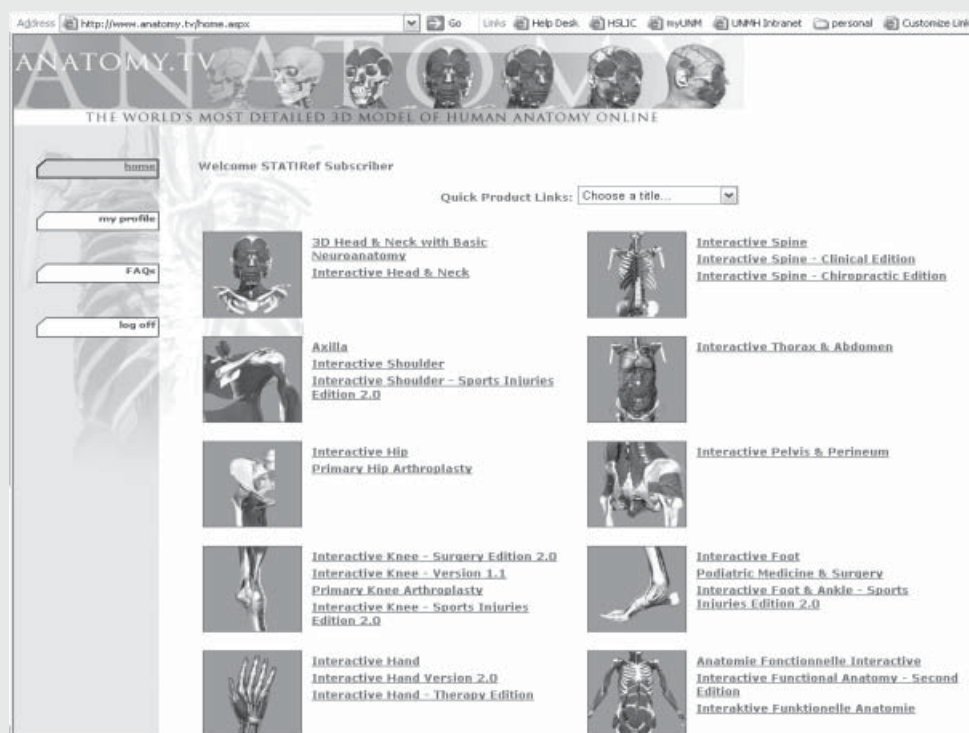 Address http://www.anatomy.tv/home.aspx Go Links Help Desk HSLIC myUNM UNMH Intranet personal Customize Link
ANATOMY
ANATOMY.TV
THE WORLD'S MOST DETAILED 3D MODEL OF HUMAN ANATOMY ONLINE
home
my profile
FAQs
log off
Welcome STAT!Ref Subscriber
Quick Product Links: Choose a title...
3D Head & Neck with Basic
Neuroanatomy
Interactive Head & Neck
Interactive Spine
Interactive Spine - Clinical Edition
Interactive Spine - Chiropractic Edition
Axilla
Interactive Shoulder
Interactive Shoulder - Sports Injuries
Edition 2.0
Interactive Thorax & Abdomen
Interactive Hip
Primary Hip Arthroplasty
Interactive Pelvis & Perineum
Interactive Knee - Surgery Edition 2.0
Interactive Knee - Version 1.1
Primary Knee Arthroplasty
Interactive Knee - Sports Injuries
Edition 2.0
Interactive Foot
Podiatric Medicine & Surgery
Interactive Foot & Ankle - Sports
Injuries Edition 2.0
Interactive Hand
Interactive Hand Version 2.0
Interactive Hand - Therapy Edition
Anatomie Fonctionnelle Interactive
Interactive Functional Anatomy - Second
Edition
Interaktive Funktionelle Anatomie